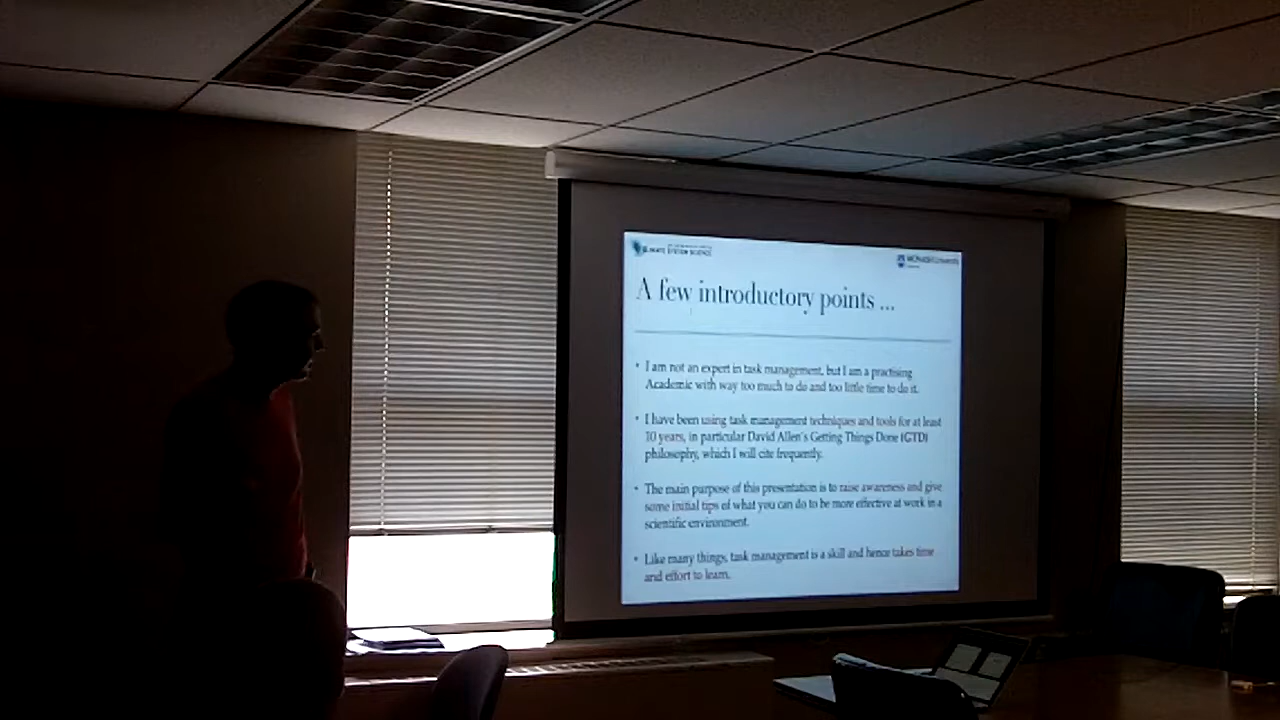 CLIMATE SYSTEM SCIENCE
MONASH University
A few introductory points ...
• I am not an expert in task management, but I am a practising
Academic with way too much to do and too little time to do it.
• I have been using task management techniques and tools for at least
10 years, in particular David Allen's Getting Things Done (GTD)
philosophy, which I will cite frequently.
• The main purpose of this presentation is to raise awareness and give
some initial tips of what you can do to be more effective at work in a
scientific environment.
• Like many things, task management is a skill and hence takes time
and effort to learn.